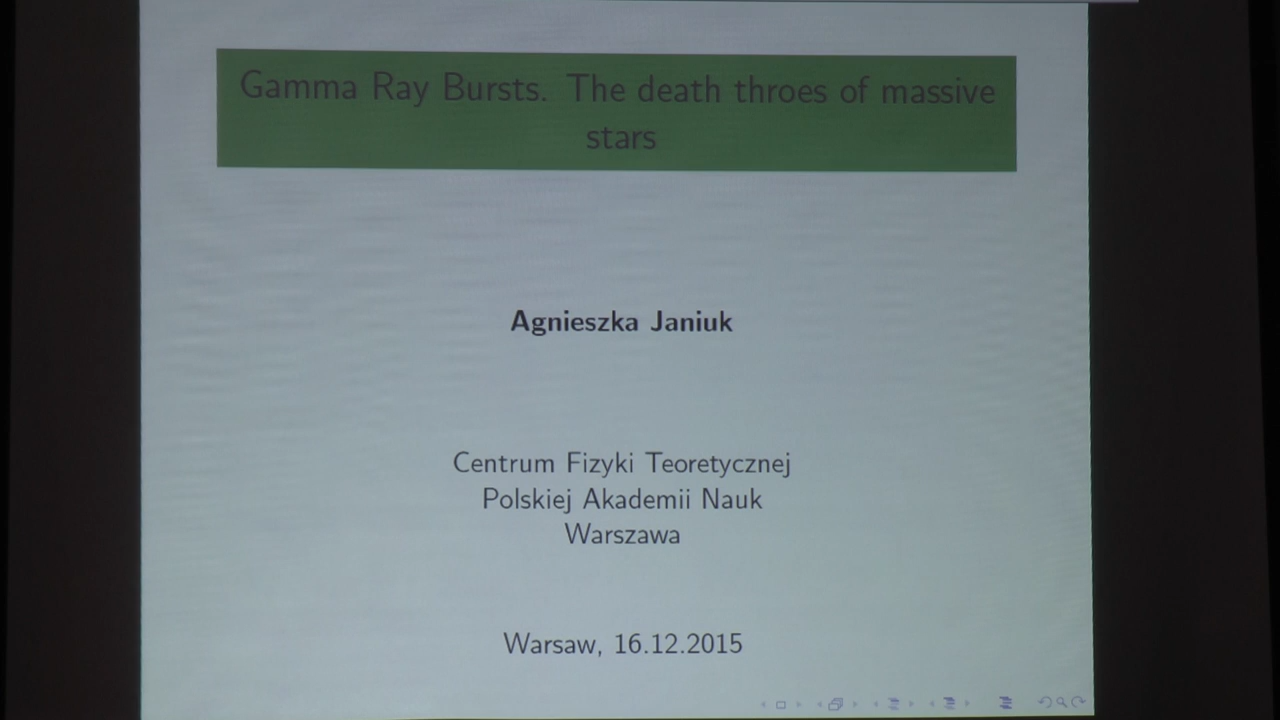 Gamma Ray Bursts. The death throes of massive
stars
Agnieszka Janiuk
Centrum Fizyki Teoretycznej
Polskiej Akademii Nauk
Warszawa
Warsaw, 16.12.2015